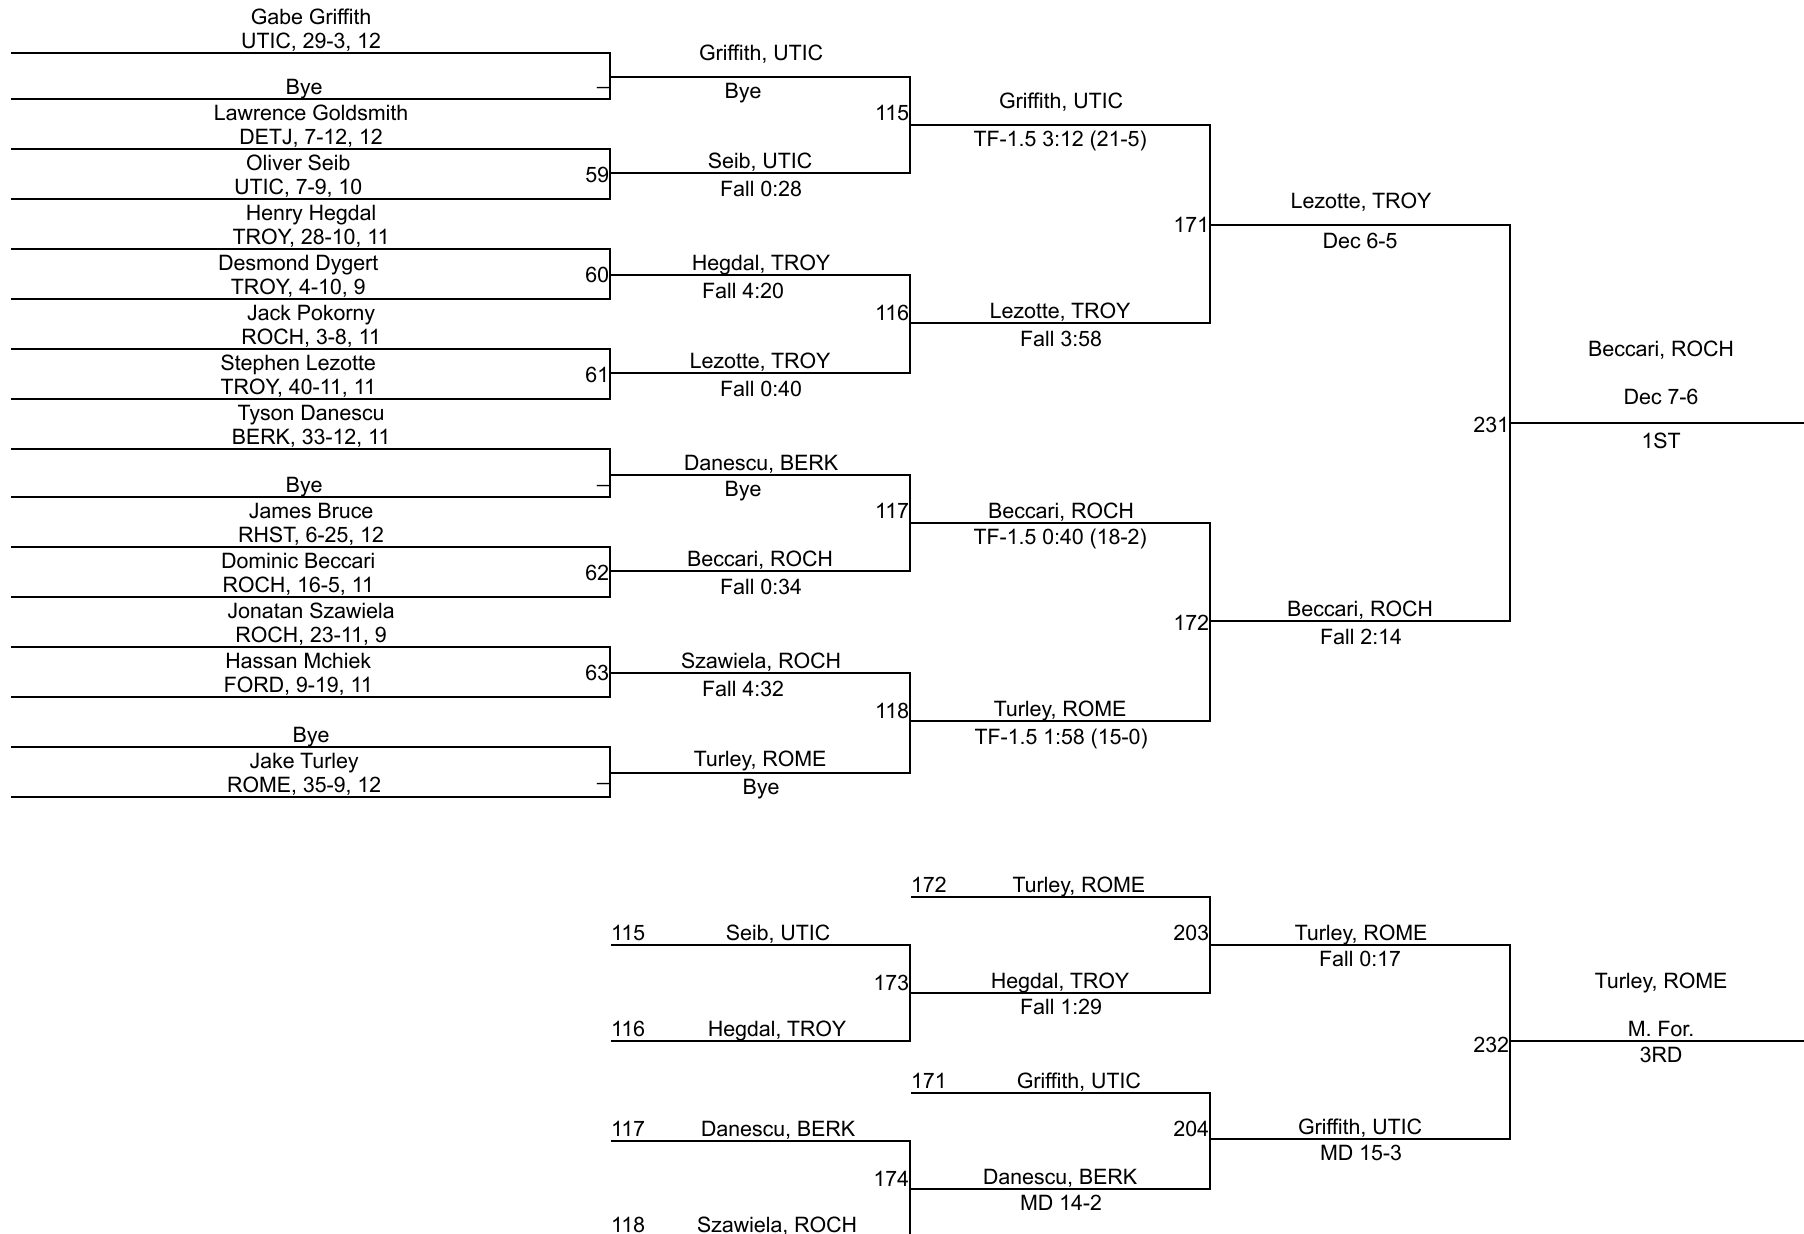 Gabe Griffith
UTIC, 29-3, 12
Bye
Lawrence Goldsmith
DETJ, 7-12, 12
Oliver Seib
UTIC, 7-9, 10
59
Henry Hegdal
TROY, 28-10, 11
Desmond Dygert
TROY, 4-10, 9
60
Jack Pokorny
ROCH, 3-8, 11
Stephen Lezotte
TROY, 40-11, 11
61
Tyson Danescu
BERK, 33-12, 11
Bye
James Bruce
RHST, 6-25, 12
Dominic Beccari
ROCH, 16-5, 11
62
Jonatan Szawiela
ROCH, 23-11, 9
Hassan Mchiek
FORD, 9-19, 11
63
Bye
Jake Turley
ROME, 35-9, 12
Griffith, UTIC
Bye
115
Seib, UTIC
Fall 0:28
Hegdal, TROY
Fall 4:20
116
Lezotte, TROY
Fall 0:40
Danescu, BERK
Bye
117
Beccari, ROCH
Fall 0:34
Szawiela, ROCH
Fall 4:32
118
Turley, ROME
Bye
Griffith, UTIC
TF-1.5 3:12 (21-5)
171
Lezotte, TROY
Fall 3:58
Beccari, ROCH
TF-1.5 0:40 (18-2)
172
Turley, ROME
TF-1.5 1:58 (15-0)
Lezotte, TROY
Dec 6-5
231
Beccari, ROCH
Fall 2:14
Beccari, ROCH
Dec 7-6
1ST
172 Turley, ROME
115 Seib, UTIC
203
173
Hegdal, TROY
Fall 1:29
116 Hegdal, TROY
171 Griffith, UTIC
117 Danescu, BERK
204
174
Danescu, BERK
MD 14-2
118 Szawiela, ROCH
Turley, ROME
Fall 0:17
232
Griffith, UTIC
MD 15-3
Turley, ROME
M. For.
3RD